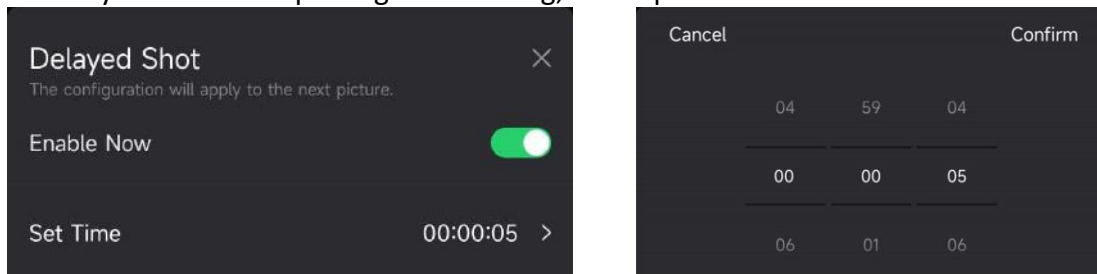 Delayed Shot
The configuration will apply to the next picture.
Enable Now
Set Time 00:00:05 >
Cancel Confirm
04 59 04
00 00 05
06 01 06